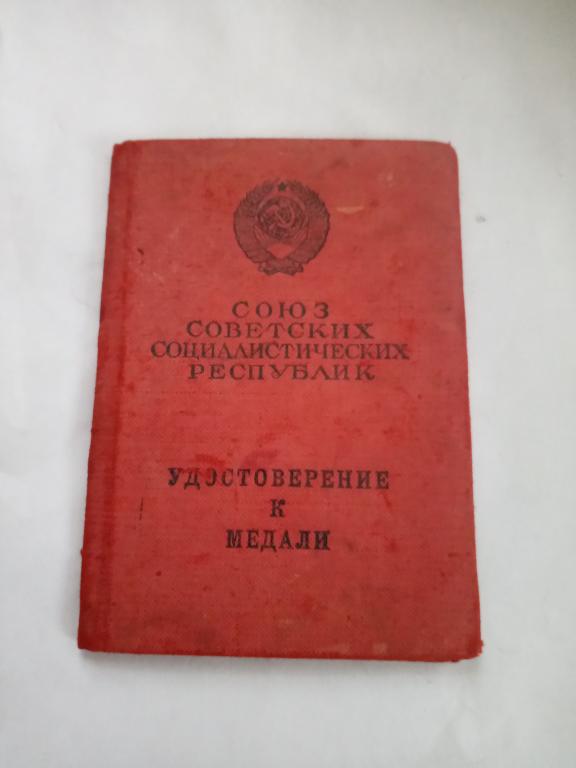 СОЮЗ
СОВЕТСКИХ
СОЦИАЛИСТИЧЕСКИХ
РЕСПУБЛИК
УДОСТОВЕРЕНИЕ
К
МЕДАЛИ